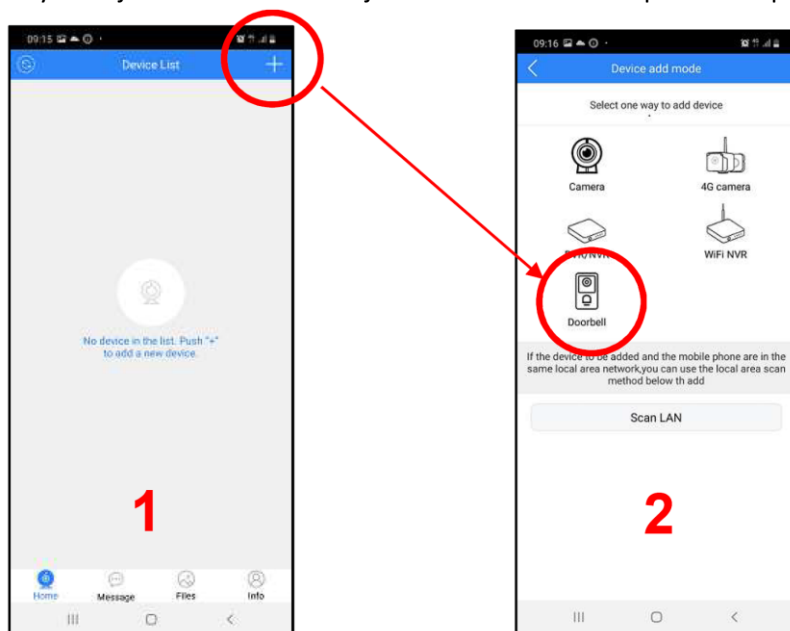 09:15
Device List
No device in the list. Push "+"
to add a new device.
1
Home Message Files Info
09:16
Device add mode
Select one way to add device
Camera 4G camera
DVR/NVR WiFi NVR
Doorbell
If the device to be added and the mobile phone are in the
same local area network,you can use the local area scan
method below th add
Scan LAN
2